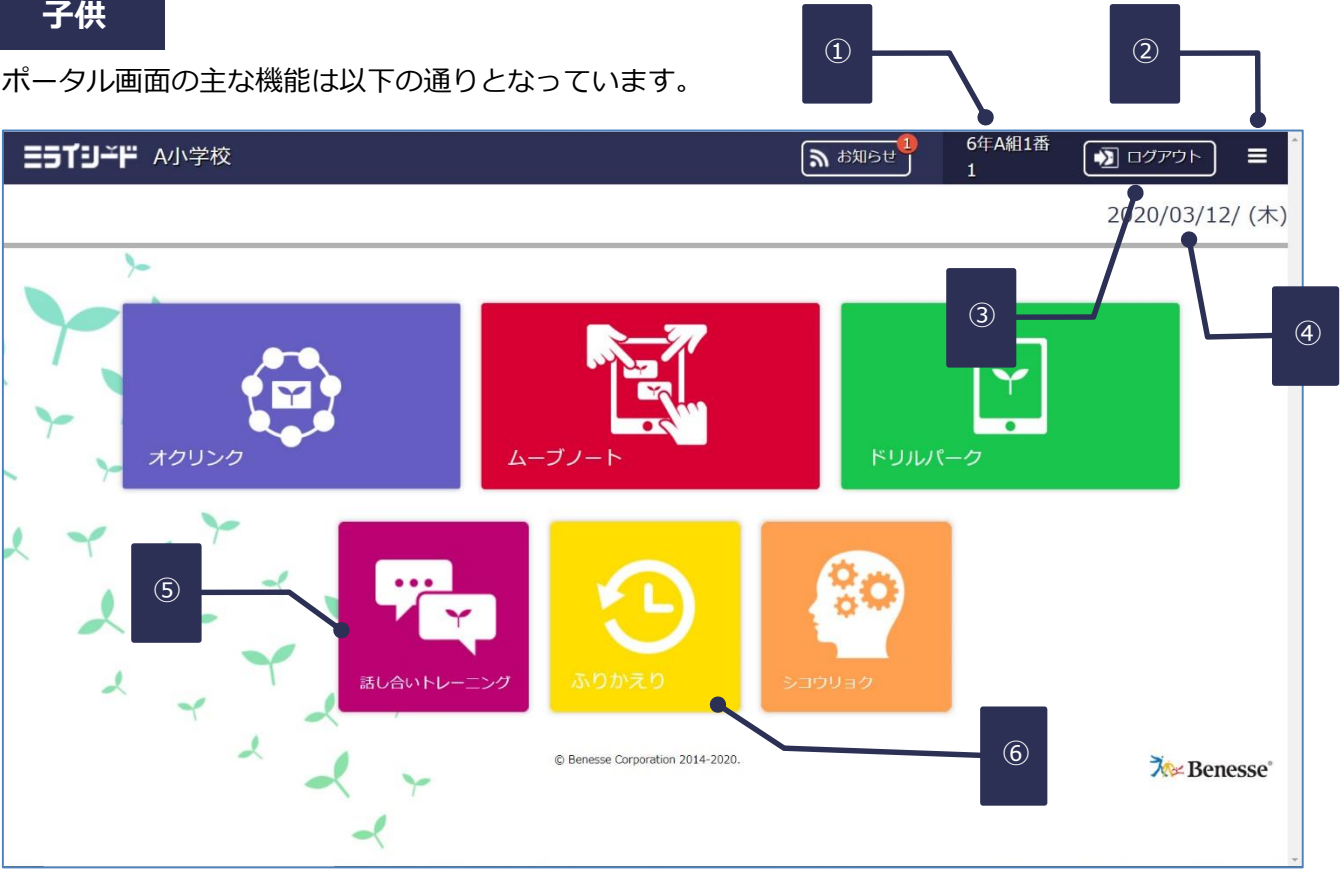 子供
①
②
ポータル画面の主な機能は以下の通りとなっています。
ミライシード A小学校
お知らせ
1
6年A組1番
1
ログアウト
2020/03/12/ (木)
③
④
オクリンク
ムーブノート
ドリルパーク
⑤
話し合いトレーニング
ふりかえり
シコウリョク
⑥
© Benesse Corporation 2014-2020.
Benesse®